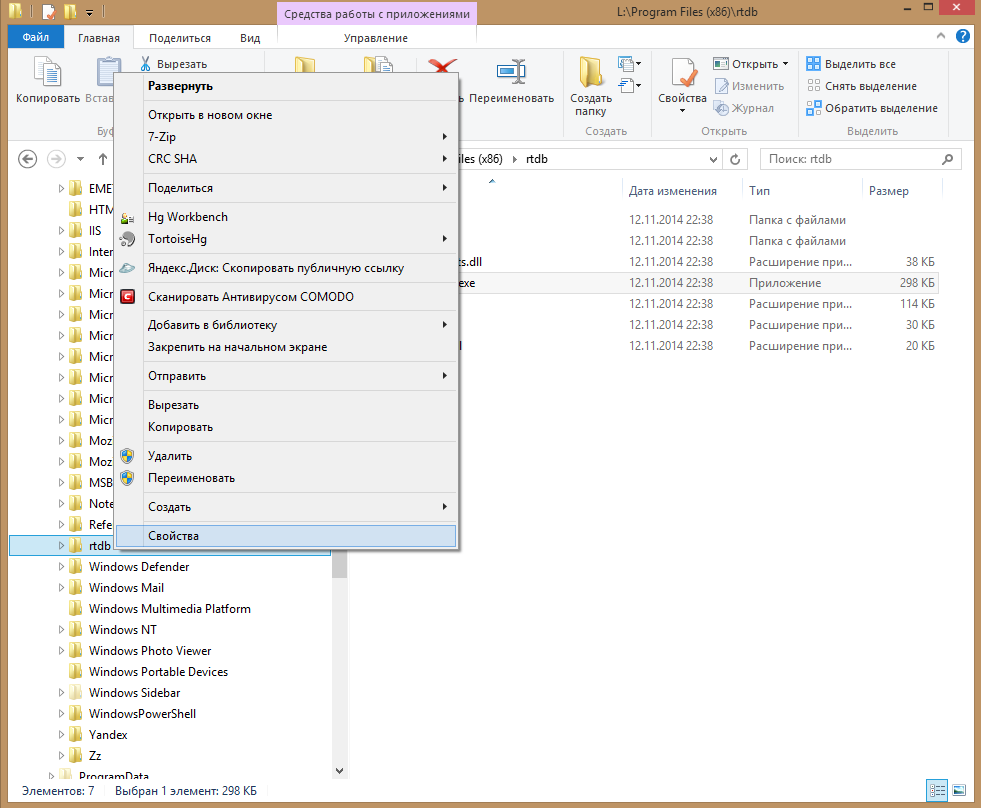 Средства работы с приложениями
L:\Program Files (x86)\rtdb
Файл
Главная
Поделиться
Вид
Управление
Копировать
Встав
Вырезать
Переименовать
Создать папку
Свойства
Открыть
Изменить
Журнал
Выделить все
Снять выделение
Обратить выделение
Буф
Создать
Открыть
Выделить
iles (x86)
rtdb
Поиск: rtdb
Развернуть
Открыть в новом окне
7-Zip
CRC SHA
Поделиться
Hg Workbench
TortoiseHg
Яндекс.Диск: Скопировать публичную ссылку
Сканировать Антивирусом COMODO
Добавить в библиотеку
Закрепить на начальном экране
Отправить
Вырезать
Копировать
Удалить
Переименовать
Создать
Свойства
EME
HTM
IIS
Inter
Micr
Micr
Micr
Micr
Micr
Micr
Micr
Micr
Moz
Moz
MSB
Note
Refe
rtdb
Windows Defender
Windows Mail
Windows Multimedia Platform
Windows NT
Windows Photo Viewer
Windows Portable Devices
Windows Sidebar
WindowsPowerShell
Yandex
Zz
ProgramData
Дата изменения Тип Размер
12.11.2014 22:38 Папка с файлами
12.11.2014 22:38 Папка с файлами
ts.dll 12.11.2014 22:38 Расширение при... 38 КБ
exe 12.11.2014 22:38 Приложение 298 КБ
12.11.2014 22:38 Расширение при... 114 КБ
12.11.2014 22:38 Расширение при... 30 КБ
l 12.11.2014 22:38 Расширение при... 20 КБ
Элементов: 7 Выбран 1 элемент: 298 КБ